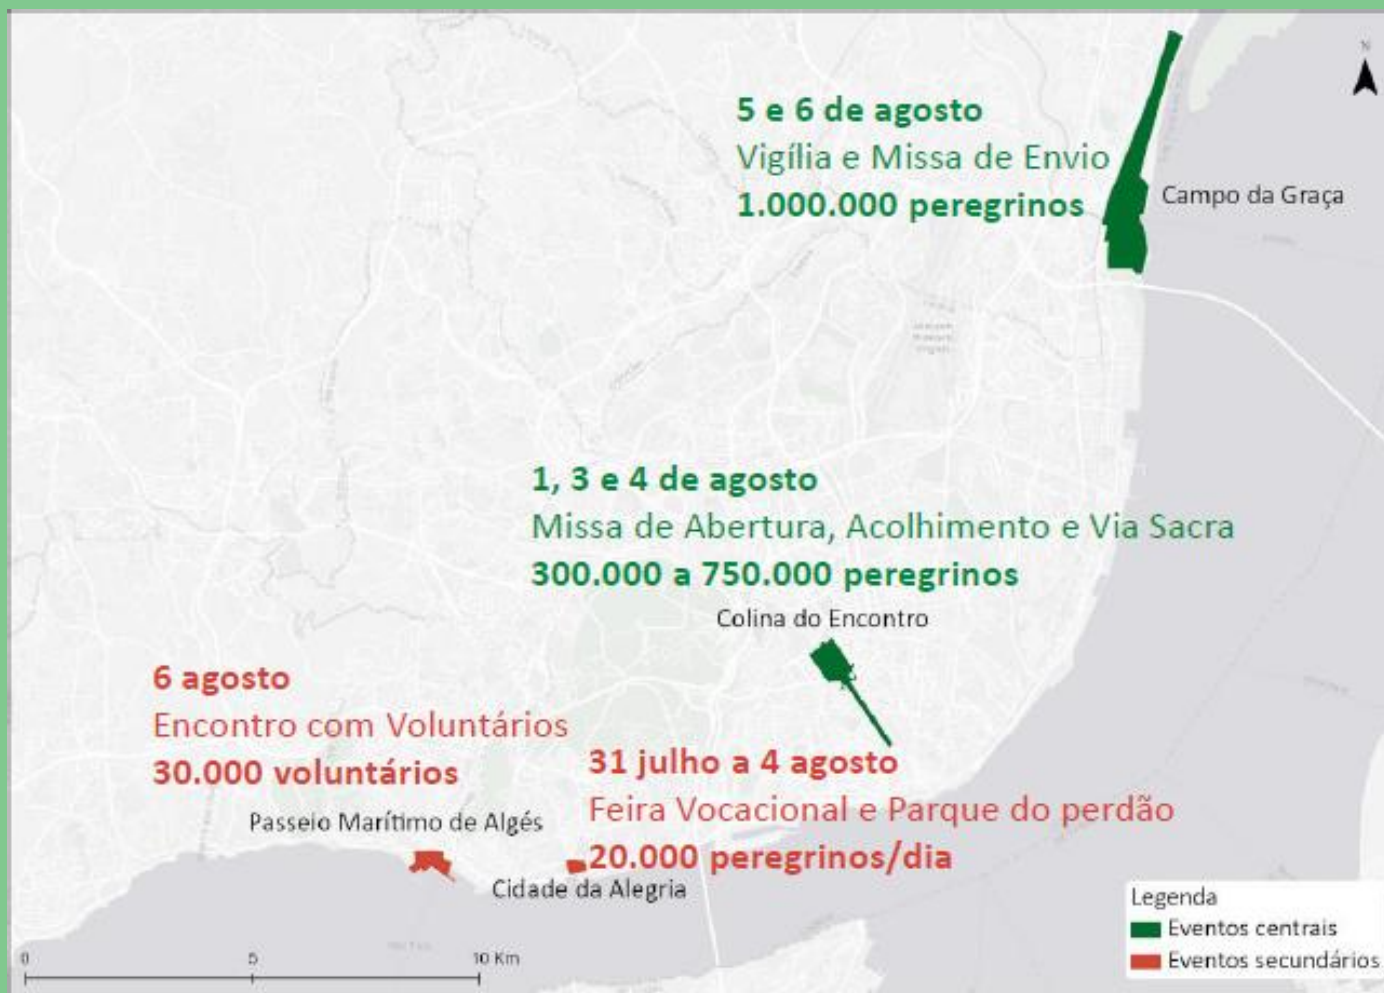 N
5 e 6 de agosto
Vigília e Missa de Envio
1.000.000 peregrinos
Campo da Graça
1, 3 e 4 de agosto
Missa de Abertura, Acolhimento e Via Sacra
300.000 a 750.000 peregrinos
Colina do Encontro
6 agosto
Encontro com Voluntários
30.000 voluntários
Passeio Marítimo de Algés
31 julho a 4 agosto
Feira Vocacional e Parque do perdão
20.000 peregrinos/dia
Cidade da Alegria
Legenda
Eventos centrais
Eventos secundários
0 5 10 Km